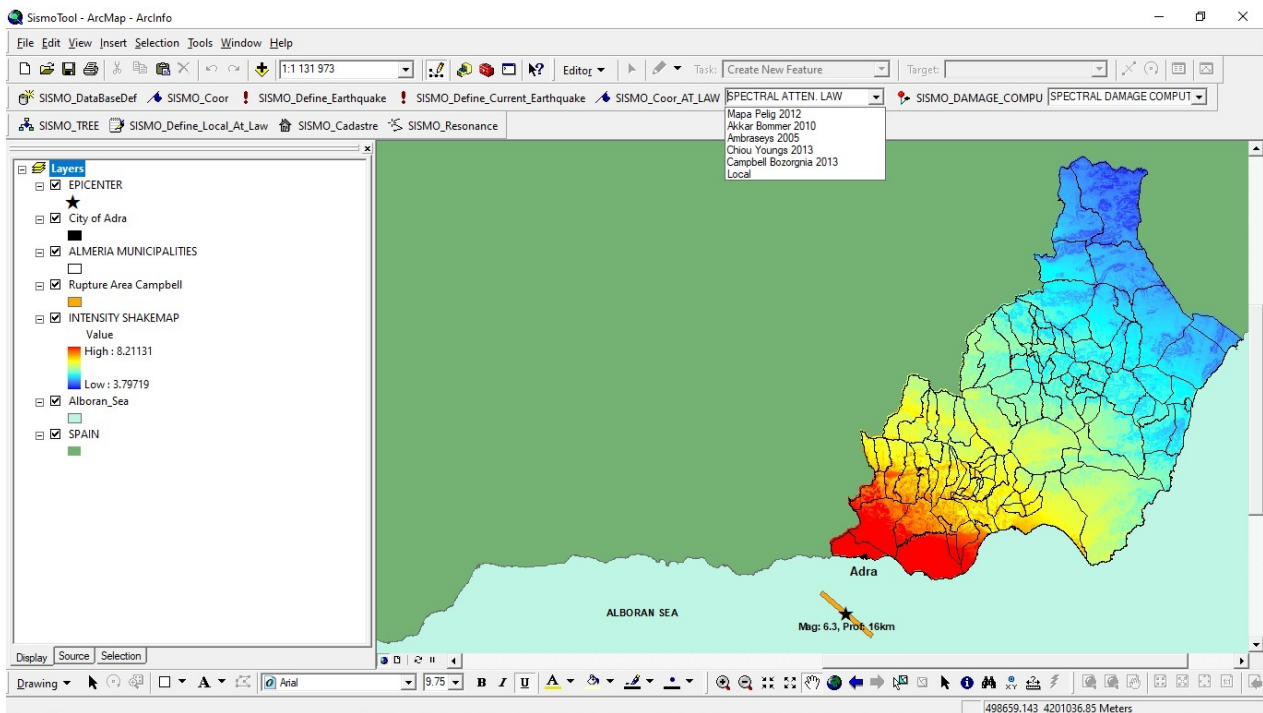 SismoTool - ArcMap - ArcInfo
File Edit View Insert Selection Tools Window Help
1:1 131 973 Editor Task: Create New Feature Target:
SISMO_DataBaseDef SISMO_Coor SISMO_Define_Earthquake SISMO_Define_Current_Earthquake SISMO_Coor_AT_LAW SPECTRAL ATTEN. LAW SISMO_DAMAGE_COMPU SPECTRAL DAMAGE COMPUT
SISMO_TREE SISMO_Define_Local_At_Law SISMO_Cadastre SISMO_Resonance
Mapa Pelig 2012
Akkar Bommer 2010
Ambraseys 2005
Chiou Youngs 2013
Campbell Bozorgnia 2013
Local
Layers
EPICENTER
City of Adra
ALMERIA MUNICIPALITIES
Rupture Area Campbell
INTENSITY SHAKEMAP
Value
High : 8.21131
Low : 3.79719
Alboran_Sea
SPAIN
Adra
ALBORAN SEA
Mag: 6.3, Prof: 16km
Display Source Selection
Drawing A Arial 9.75 B I U A
498659.143 4201036.85 Meters